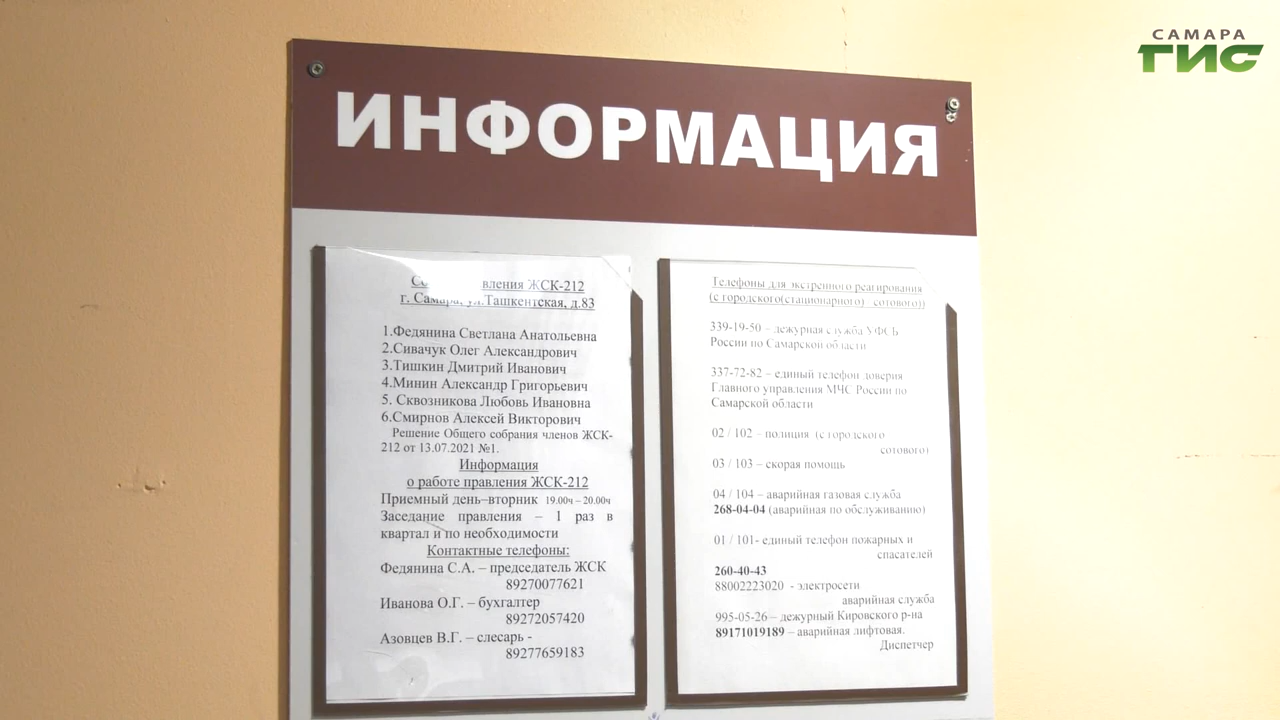 САМАРА
ГИС
ИНФОРМАЦИЯ
вления ЖСК-212
г. Самара, ул.Ташкентская, д.83
1.Федянина Светлана Анатольевна
2.Сивачук Олег Александрович
3.Тишкин Дмитрий Иванович
4.Минин Александр Григорьевич
5. Сквозникова Любовь Ивановна
6.Смирнов Алексей Викторович
Решение Общего собрания членов ЖСК-
212 от 13.07.2021 №1.
Информация
о работе правления ЖСК-212
Приемный день–вторник 19.00ч – 20.00ч
Заседание правления – 1 раз в
квартал и по необходимости
Контактные телефоны:
Федянина С.А. – председатель ЖСК
89270077621
Иванова О.Г. – бухгалтер
89272057420
Азовцев В.Г. – слесарь -
89277659183
Телефоны для экстренного реагирования
(с городского(стационарного) сотового))
339-19-50 – дежурная служба УФСБ
России по Самарской области
337-72-82 – единый телефон доверия
Главного управления МЧС России по
Самарской области
02 / 102 – полиция (с городского
сотового)
03 / 103 – скорая помощь
04 / 104 – аварийная газовая служба
268-04-04 (аварийная по обслуживанию)
01 / 101- единый телефон пожарных и
спасателей
260-40-43
88002223020 - электросети
аварийная служба
995-05-26 – дежурный Кировского р-на
89171019189 – аварийная лифтовая.
Диспетчер